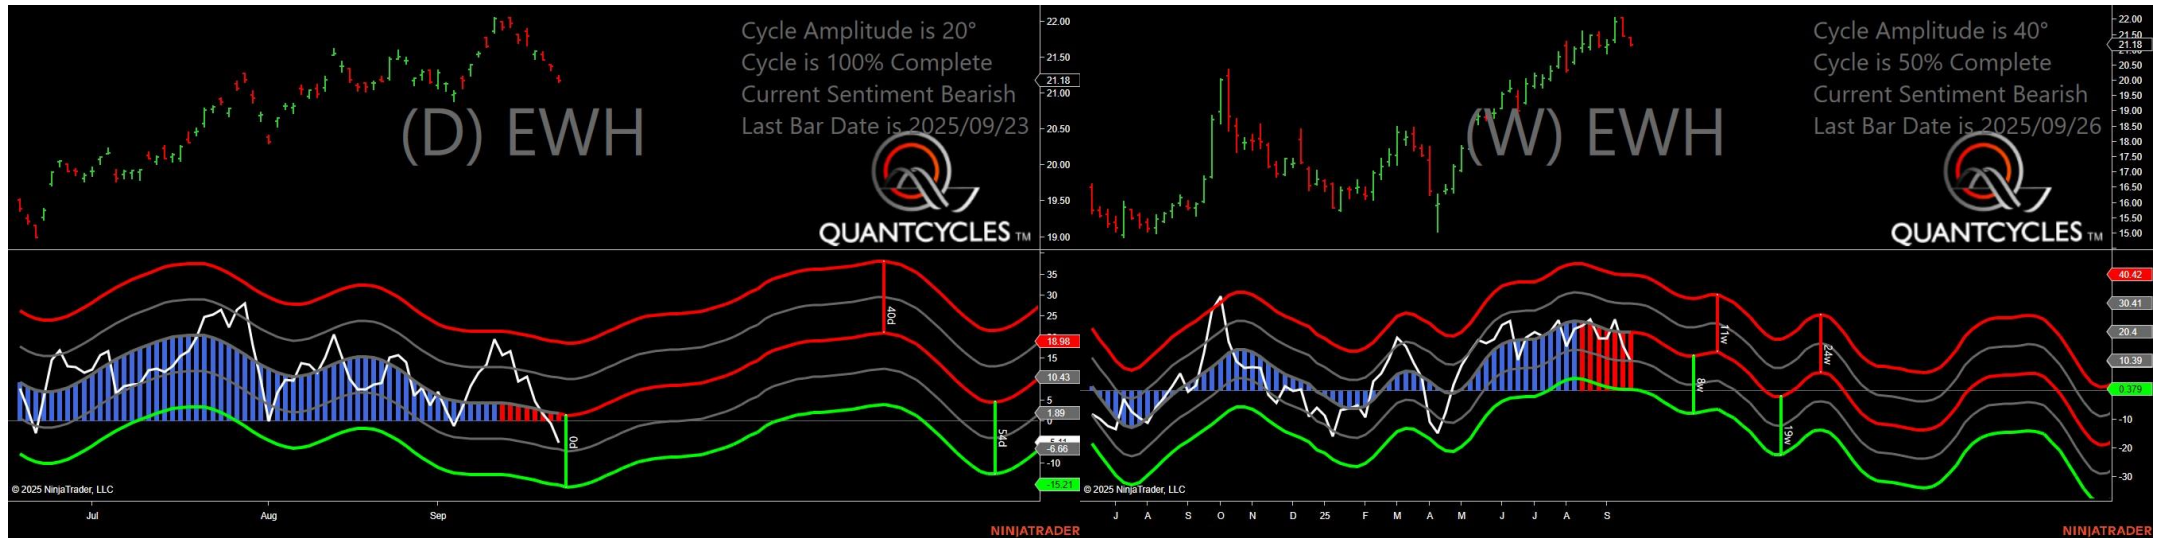 Cycle Amplitude is 20°
Cycle is 100% Complete
Current Sentiment Bearish
Last Bar Date is 2025/09/23
(D) EWH
QUANTCYCLES TM
22.00
21.50
21.18
21.00
20.50
20.00
19.50
19.00
40d
0d
54d
35
30
25
18.98
15
10.43
5
1.89
0
-6.66
-10
-15.21
© 2025 NinjaTrader, LLC
Jul
Aug
Sep
NINJATRADER
Cycle Amplitude is 40°
Cycle is 50% Complete
Current Sentiment Bearish
Last Bar Date is 2025/09/26
(W) EWH
QUANTCYCLES TM
22.00
21.50
21.18
20.50
20.00
19.50
19.00
18.50
18.00
17.50
17.00
16.50
16.00
15.50
15.00
11w
8w
24w
19w
40.42
30.41
20.4
10.39
0.379
-10
-20
-30
© 2025 NinjaTrader, LLC
J A S O N D 25 F M A M J J A S
NINJATRADER